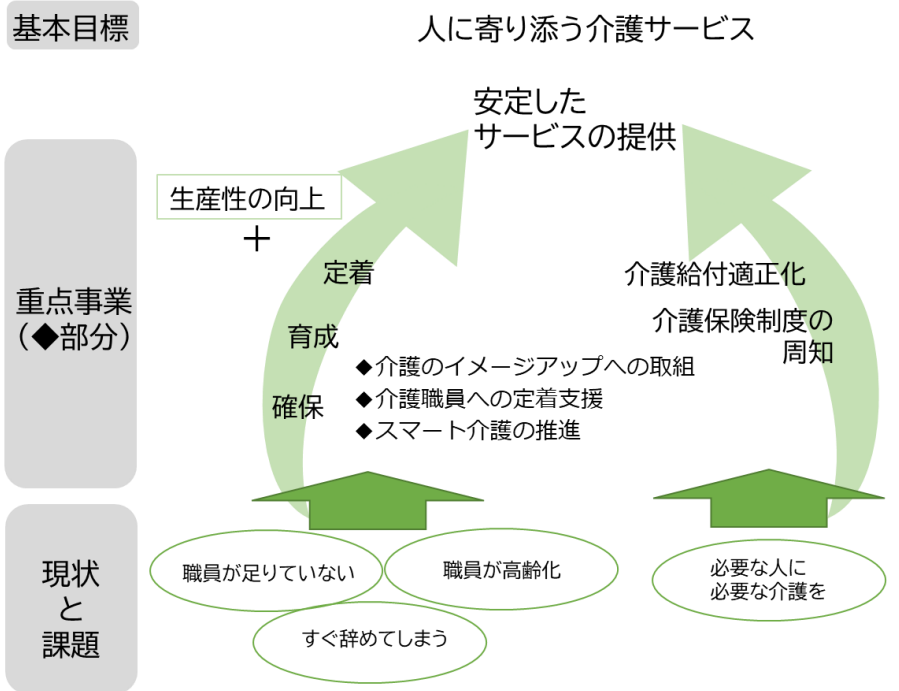 基本目標
人に寄り添う介護サービス
安定した
サービスの提供
重点事業
（◆部分）
生産性の向上
＋
定着
育成
確保
◆介護のイメージアップへの取組
◆介護職員への定着支援
◆スマート介護の推進
介護給付適正化
介護保険制度の
周知
現状
と
課題
職員が足りていない
職員が高齢化
すぐ辞めてしまう
必要な人に
必要な介護を